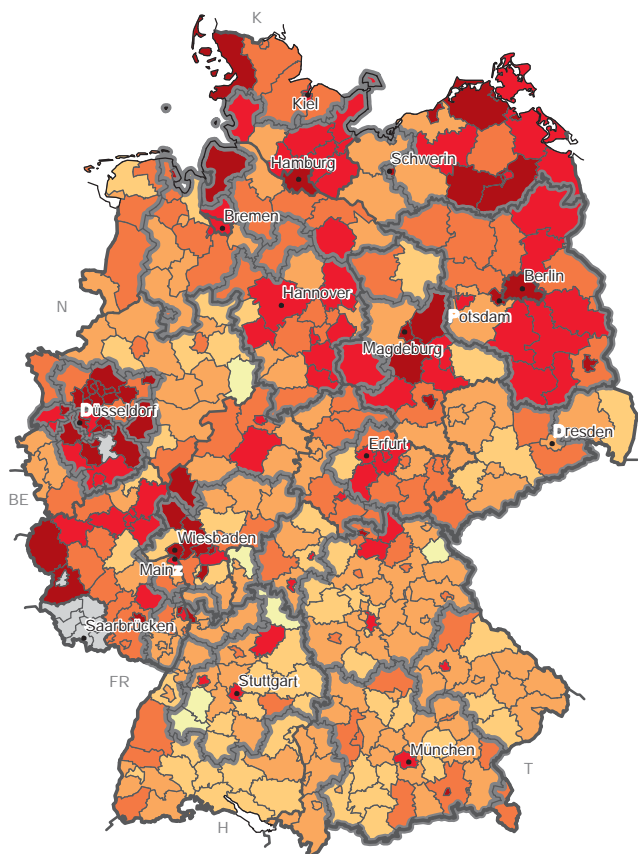 K
Kiel
Schwerin
Hamburg
Bremen
Berlin
Hannover
N
Potsdam
Magdeburg
Düsseldorf
Dresden
Erfurt
BE
Wiesbaden
Mainz
Saarbrücken
FR
Stuttgart
München
T
H